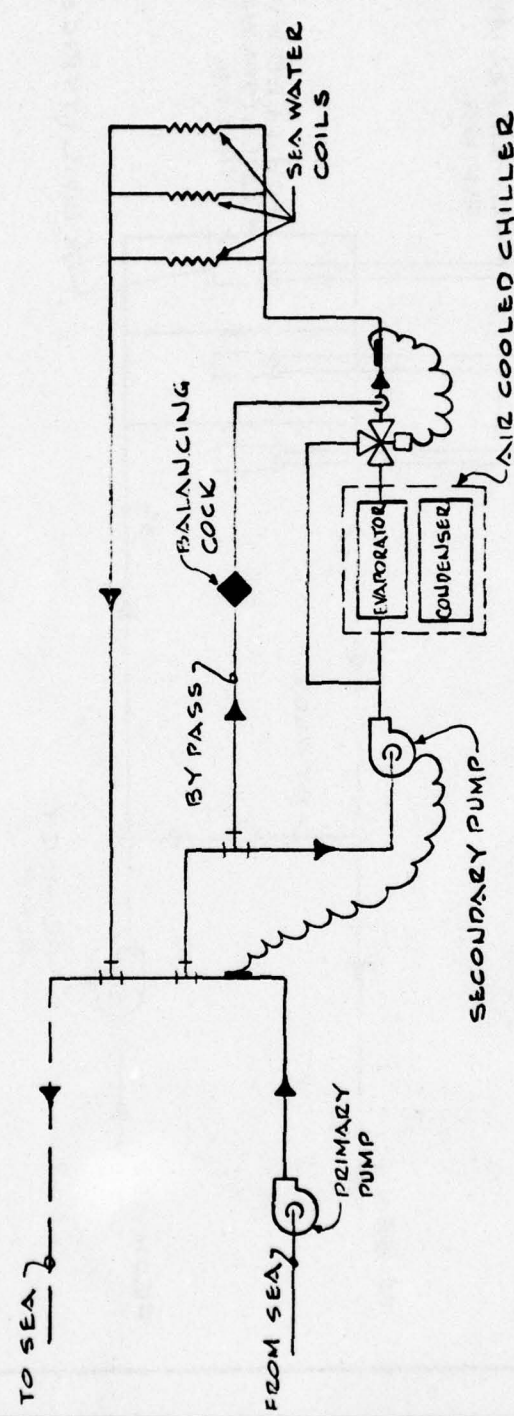 TO SEA
FROM SEA
PRIMARY
PUMP
BY PASS
BALANCING
COCK
SECONDARY PUMP
EVAPORATOR
CONDENSER
AIR COOLED CHILLER
SEA WATER
COILS